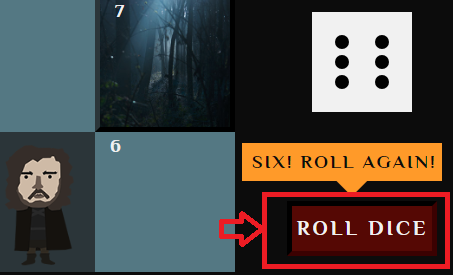 7
6
SIX! ROLL AGAIN!
ROLL DICE